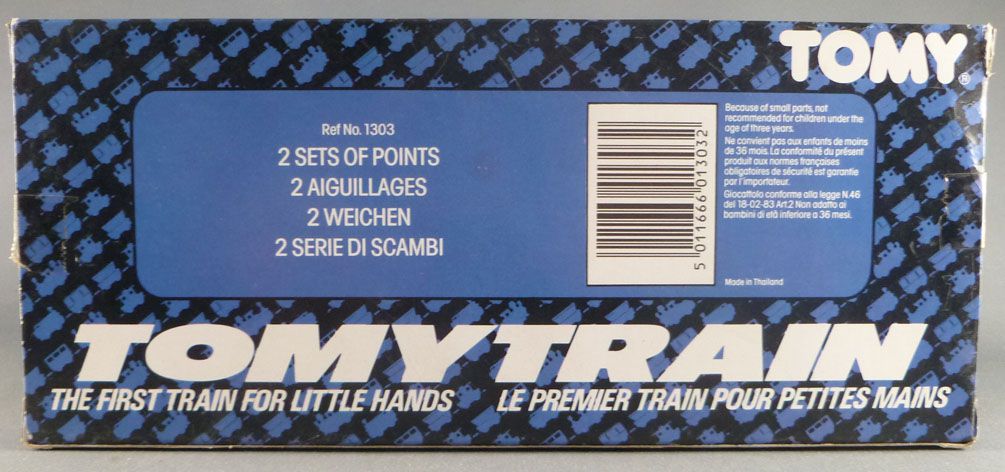 TOMY®
Ref No. 1303
2 SETS OF POINTS
2 AIGUILLAGES
2 WEICHEN
2 SERIE DI SCAMBI
5 011666 013032
Because of small parts, not
recommended for children under the
age of three years.
Ne convient pas aux enfants de moins
de 36 mois. La conformité du présent
produit aux normes françaises
obligatoires de sécurité est garantie
par l'importateur.
Giocattolo conforme alla legge N.46
del 18-02-83 Art.2 Non adatto ai
bambini di età inferiore a 36 mesi.
Made in Thailand
TOMYTRAIN
THE FIRST TRAIN FOR LITTLE HANDS
LE PREMIER TRAIN POUR PETITES MAINS